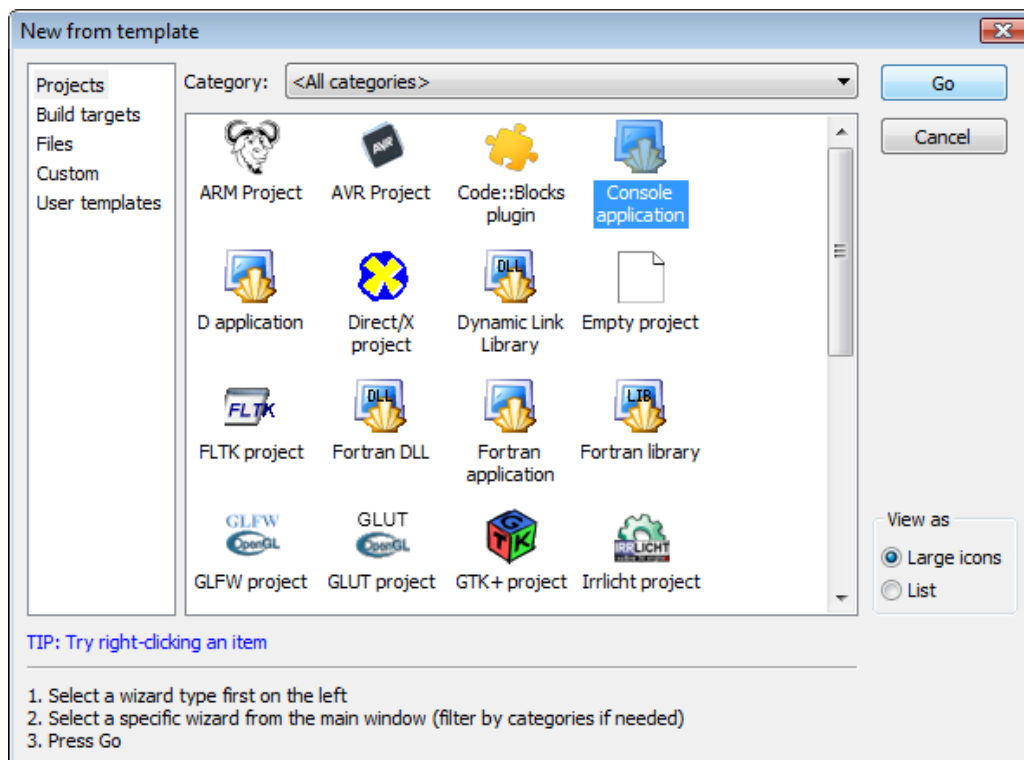 New from template
Projects
Build targets
Files
Custom
User templates
Category: <All categories>
Go
Cancel
AVR
ARM Project
AVR Project
Code::Blocks
plugin
Console
application
DLL
D application
Direct/X
project
Dynamic Link
Library
Empty project
FLTK
DLL
LIB
FLTK project
Fortran DLL
Fortran
application
Fortran library
GLFW
OpenGL
GLUT
OpenGL
GTK
IRRLICHT
GLFW project
GLUT project
GTK+ project
Irrlicht project
View as
Large icons
List
TIP: Try right-clicking an item
1. Select a wizard type first on the left
2. Select a specific wizard from the main window (filter by categories if needed)
3. Press Go